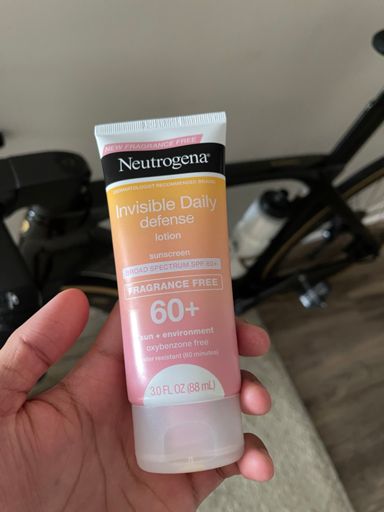 NEW FRAGRANCE FREE
Neutrogena®
DERMATOLOGIST RECOMMENDED BRAND
Invisible Daily
defense
lotion
sunscreen
BROAD SPECTRUM SPF 60+
FRAGRANCE FREE
60+
sun + environment
oxybenzone free
water resistant (80 minutes)
3.0 FL OZ (88 mL)